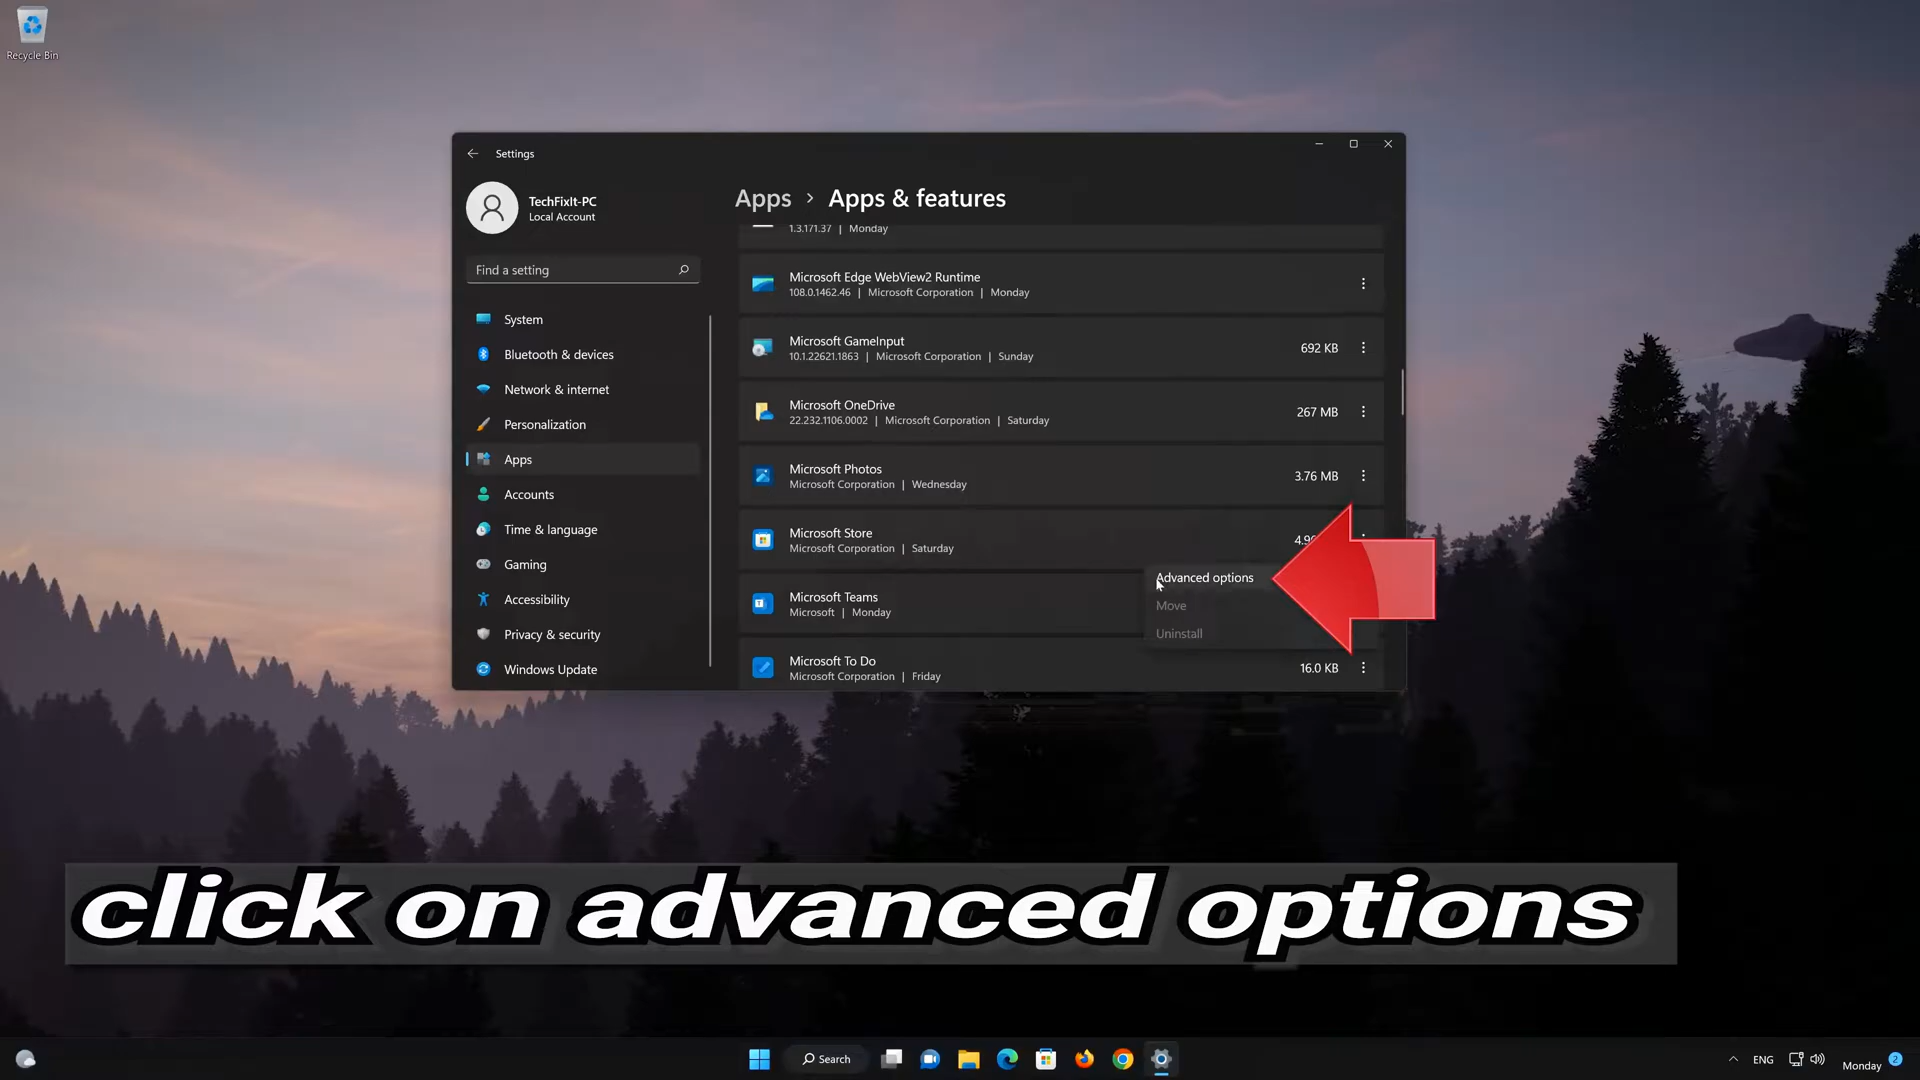 Recycle Bin
Settings
TechFixIt-PC
Local Account
Find a setting
System
Bluetooth & devices
Network & internet
Personalization
Apps
Accounts
Time & language
Gaming
Accessibility
Privacy & security
Windows Update
Apps > Apps & features
1.3.171.37 | Monday
Microsoft Edge WebView2 Runtime
108.0.1462.46 | Microsoft Corporation | Monday
Microsoft GameInput
10.1.22621.1863 | Microsoft Corporation | Sunday
692 KB
Microsoft OneDrive
22.232.1106.0002 | Microsoft Corporation | Saturday
267 MB
Microsoft Photos
Microsoft Corporation | Wednesday
3.76 MB
Microsoft Store
Microsoft Corporation | Saturday
Advanced options
Move
Uninstall
Microsoft Teams
Microsoft | Monday
Microsoft To Do
Microsoft Corporation | Friday
16.0 KB
click on advanced options
Search
ENG
Monday
2